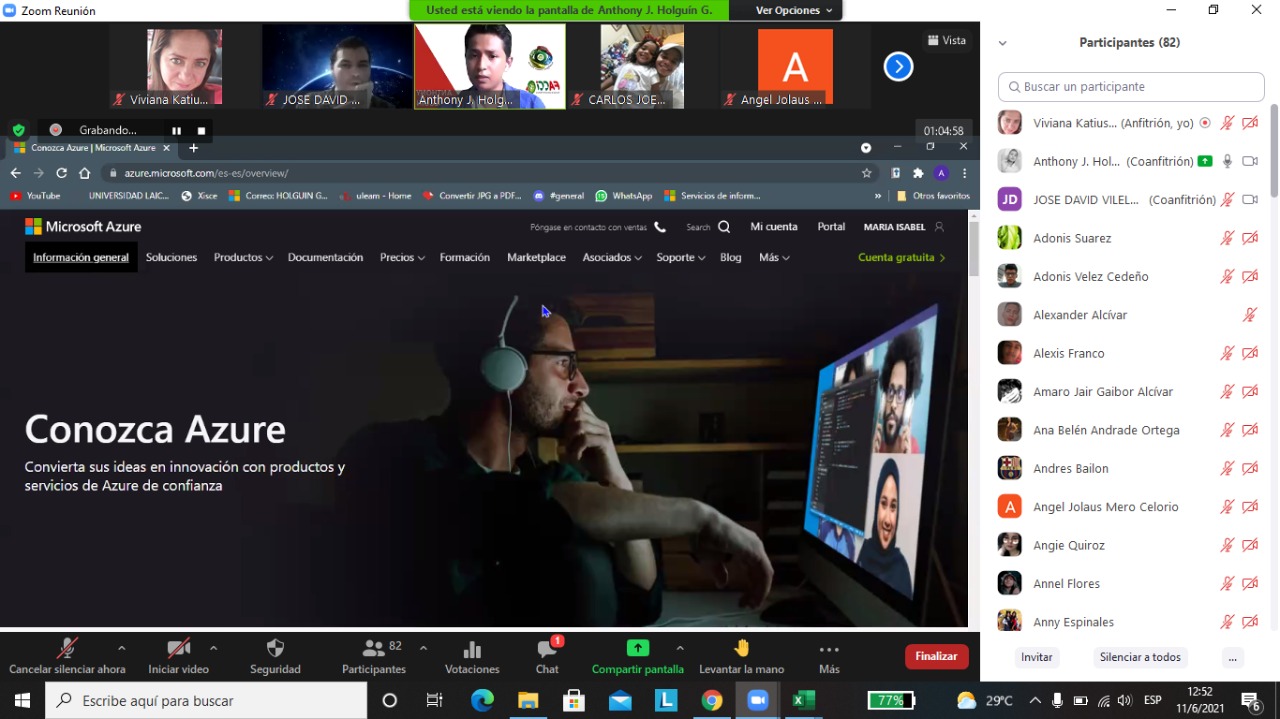 Zoom Reunión
Usted está viendo la pantalla de Anthony J. Holguín G.
Ver Opciones
Viviana Katiu...
JOSE DAVID ...
Anthony J. Holg...
CARLOS JOE...
A
Angel Jolaus ...
Vista
Grabando...
01:04:58
Conozca Azure | Microsoft Azure
azure.microsoft.com/es-es/overview/
A
YouTube
UNIVERSIDAD LAIC...
Xisce
Correo: HOLGUIN G...
uleam - Home
Convertir JPG a PDF...
#general
WhatsApp
Servicios de inform...
»
Otros favoritos
Microsoft Azure
Póngase en contacto con ventas
Search
Mi cuenta
Portal
MARIA ISABEL
Información general
Soluciones
Productos
Documentación
Precios
Formación
Marketplace
Asociados
Soporte
Blog
Más
Cuenta gratuita
Conozca Azure
Convierta sus ideas en innovación con productos y
servicios de Azure de confianza
Cancelar silenciar ahora
Iniciar video
Seguridad
82
Participantes
Votaciones
1
Chat
Compartir pantalla
Levantar la mano
Más
Finalizar
Participantes (82)
Buscar un participante
Viviana Katius... (Anfitrión, yo)
Anthony J. Hol... (Coanfitrión)
JD JOSE DAVID VILEL... (Coanfitrión)
Adonis Suarez
Adonis Velez Cedeño
Alexander Alcívar
Alexis Franco
Amaro Jair Gaibor Alcívar
Ana Belén Andrade Ortega
Andres Bailon
A Angel Jolaus Mero Celorio
Angie Quiroz
Annel Flores
Anny Espinales
Invitar
Silenciar a todos
...
Escribe aquí para buscar
L
77%
29°C
ESP
12:52
11/6/2021
6